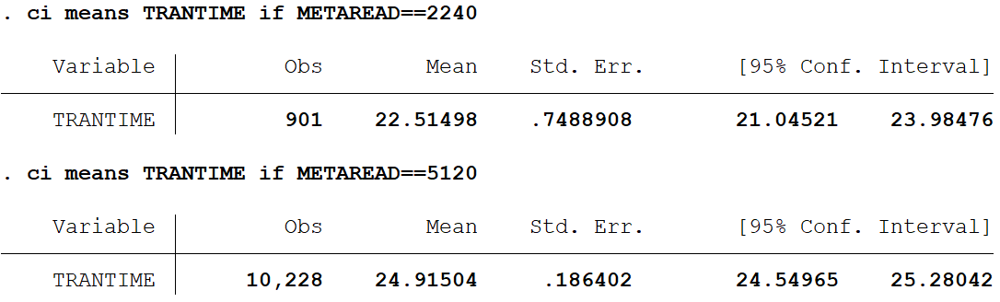 . ci means TRANTIME if METAREAD==2240
Variable Obs Mean Std. Err. [95% Conf. Interval]
TRANTIME 901 22.51498 .7488908 21.04521 23.98476
. ci means TRANTIME if METAREAD==5120
Variable Obs Mean Std. Err. [95% Conf. Interval]
TRANTIME 10,228 24.91504 .186402 24.54965 25.28042